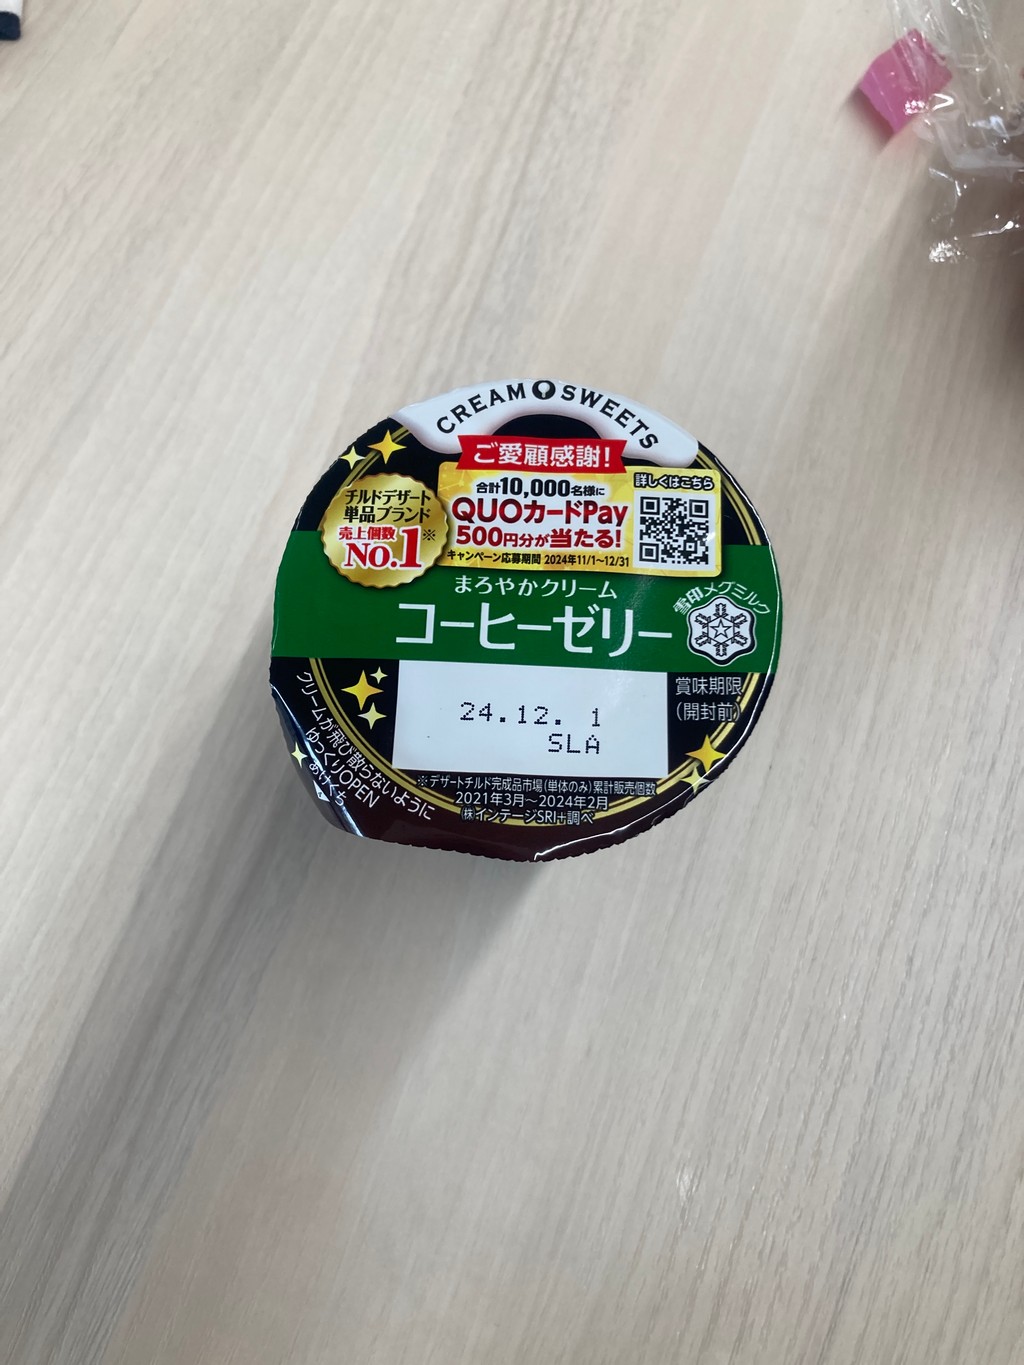 CREAM SWEETS
ご愛顧感謝!
チルドデザート
単品ブランド
売上個数
No.1※
合計10,000名様に
QUOカードPay
500円分が当たる!
キャンペーン応募期間 2024年11/1~12/31
詳しくはこちら
まろやかクリーム
コーヒーゼリー
雪印メグミルク
賞味期限
(開封前)
24.12. 1
SLA
クリームが飛び散らないように
ゆっくりOPEN
あけくち
※デザートチルド完成品市場(単体のみ)累計販売個数
2021年3月~2024年2月
㈱インテージSRI+調べ